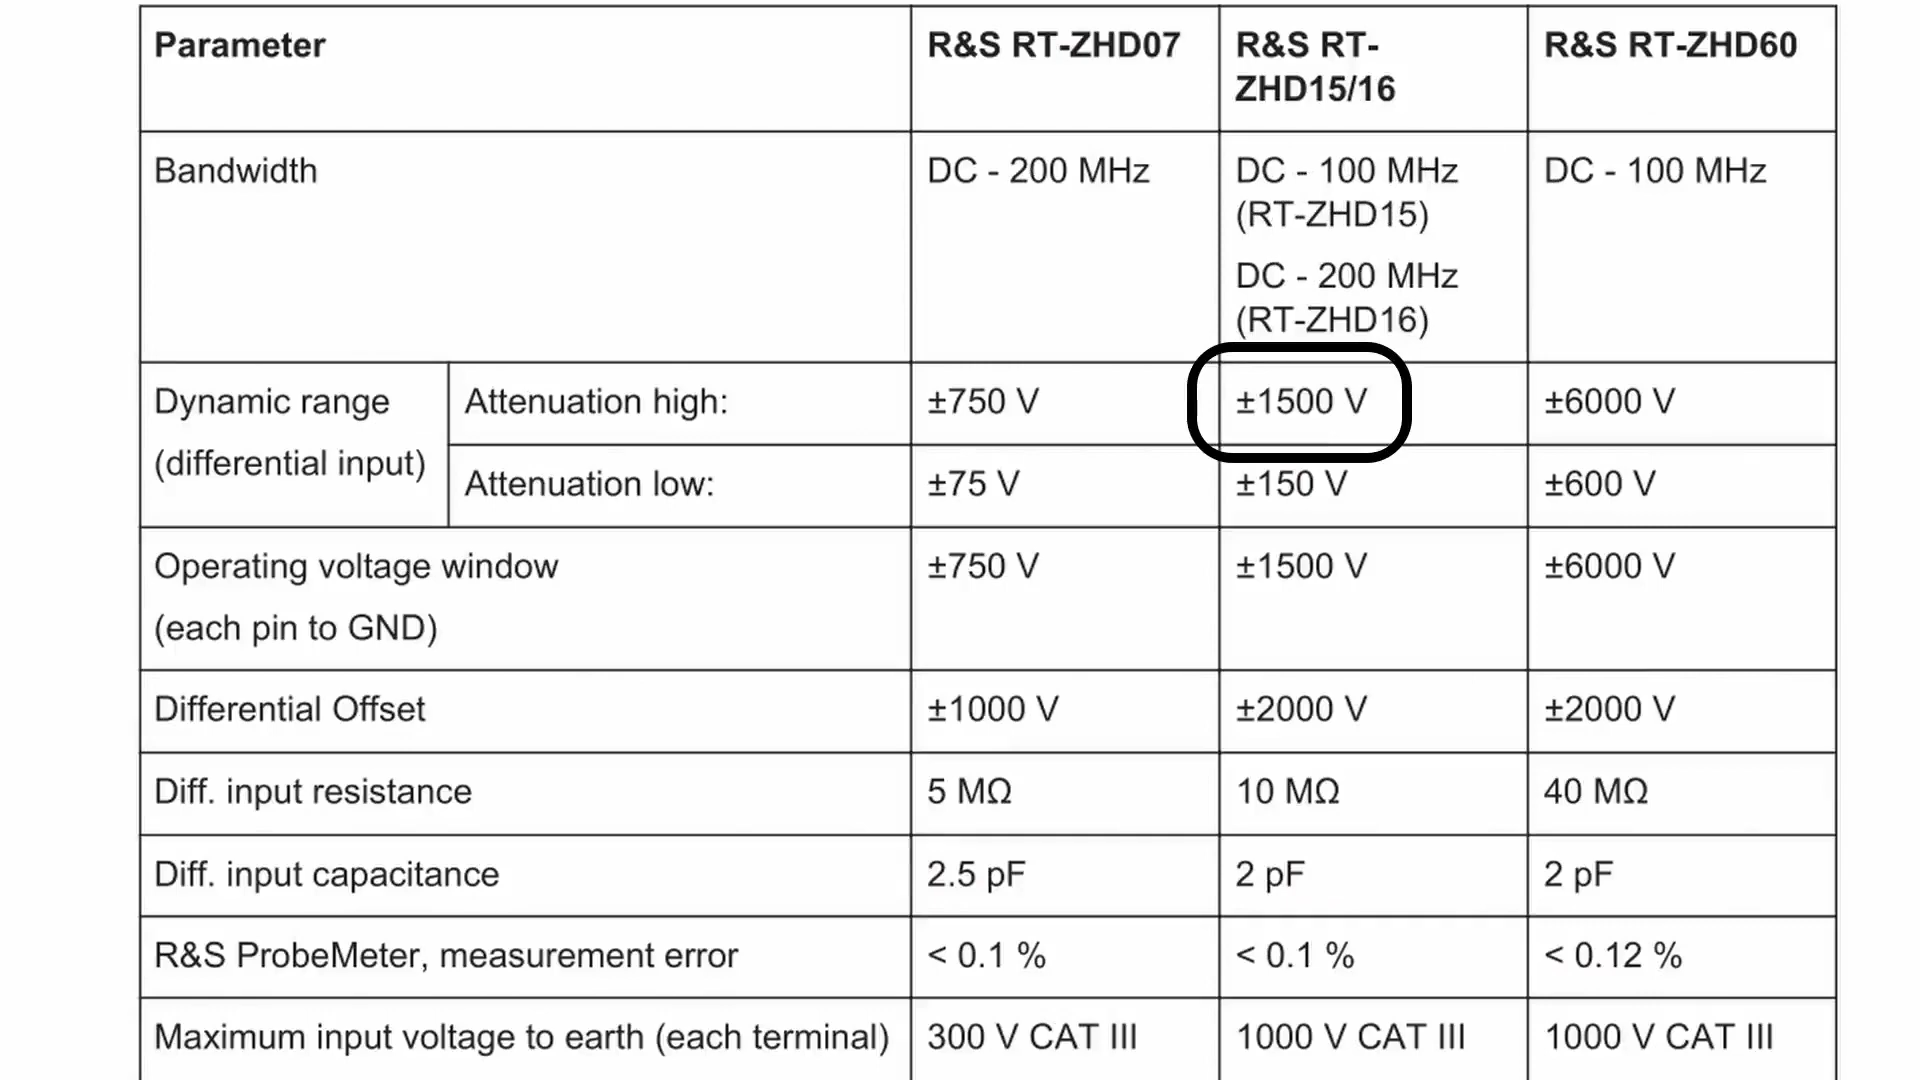 Parameter
R&S RT-ZHD07
R&S RT-
ZHD15/16
R&S RT-ZHD60
Bandwidth
DC - 200 MHz
DC - 100 MHz
(RT-ZHD15)
DC - 200 MHz
(RT-ZHD16)
DC - 100 MHz
Dynamic range
(differential input)
Attenuation high:
±750 V
±1500 V
±6000 V
Attenuation low:
±75 V
±150 V
±600 V
Operating voltage window
(each pin to GND)
±750 V
±1500 V
±6000 V
Differential Offset
±1000 V
±2000 V
±2000 V
Diff. input resistance
5 MΩ
10 MΩ
40 MΩ
Diff. input capacitance
2.5 pF
2 pF
2 pF
R&S ProbeMeter, measurement error
< 0.1 %
< 0.1 %
< 0.12 %
Maximum input voltage to earth (each terminal)
300 V CAT III
1000 V CAT III
1000 V CAT III